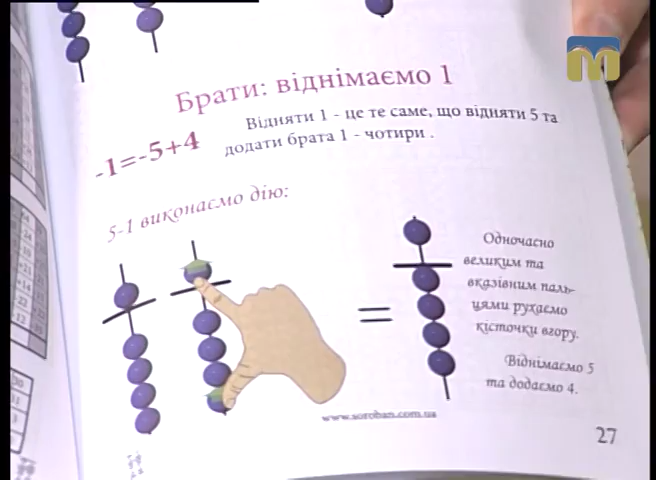 Брати: віднімаємо 1
-1=-5+4
Відняти 1 - це те саме, що відняти 5 та
додати брата 1 - чотири .
5-1 виконаємо дію:
=
Одночасно
великим та
вказівним паль-
цями рухаємо
кісточки вгору.
Віднімаємо 5
та додаємо 4.
www.soroban.com.ua
27